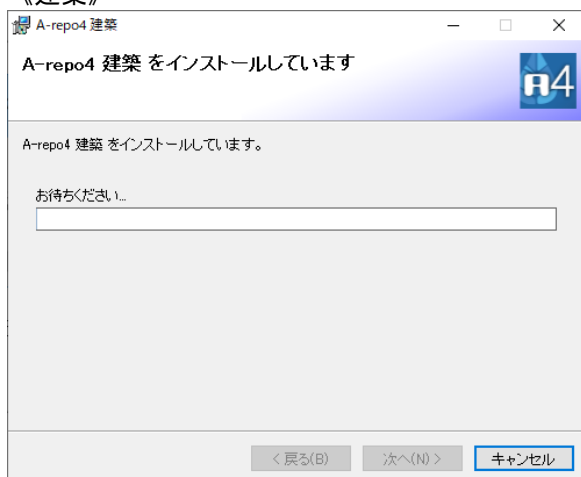 《建築》
A-repo4 建築
A-repo4 建築 をインストールしています
A4
A-repo4 建築 をインストールしています。
お待ちください...
< 戻る(B)
次へ(N) >
キャンセル